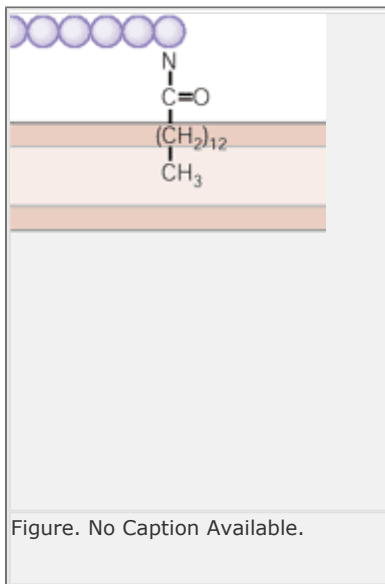 N
C=O
(CH₂)₁₂
CH₃
Figure. No Caption Available.